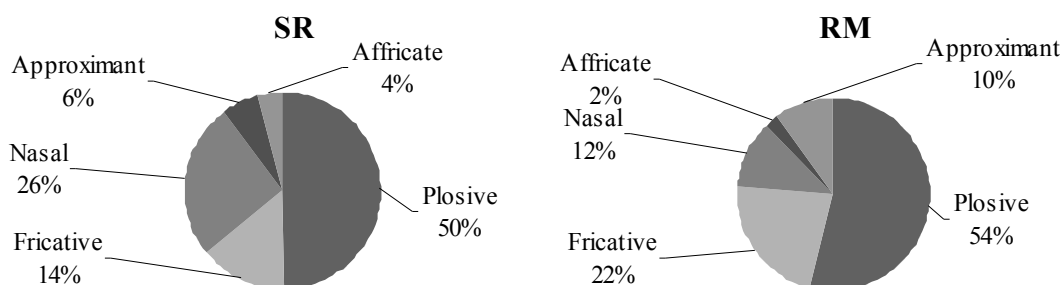 SR
Affricate
4%
Approximant
6%
Nasal
26%
Plosive
50%
Fricative
14%
RM
Approximant
10%
Affricate
2%
Nasal
12%
Plosive
54%
Fricative
22%